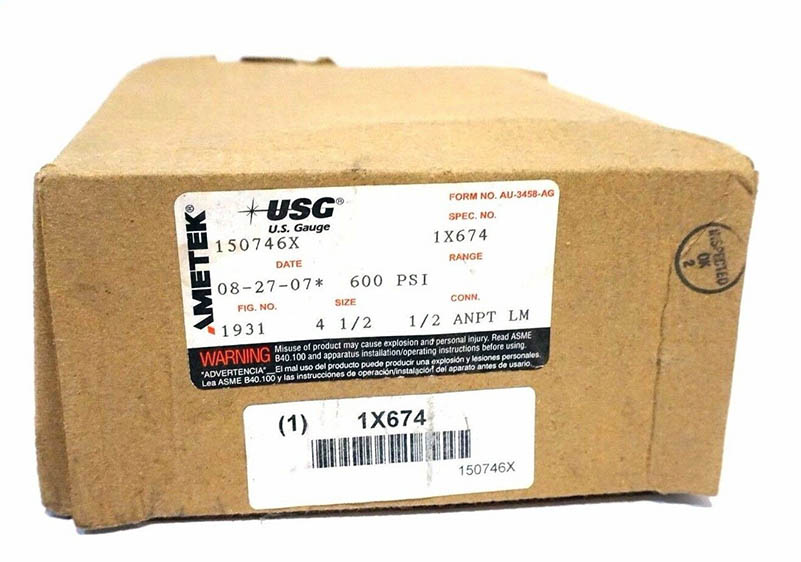 AMETEK®
USG®
U.S. Gauge
FORM NO. AU-3458-AG
SPEC. NO.
150746X 1X674
DATE RANGE
08-27-07* 600 PSI
FIG. NO. SIZE CONN.
1931 4 1/2 1/2 ANPT LM
WARNING Misuse of product may cause explosion and personal injury. Read ASME
B40.100 and apparatus installation/operating instructions before using.
"ADVERTENCIA" El mal uso del producto puede producir una explosión y lesiones personales.
Lea ASME B40.100 y las instrucciones de operación/instalación del aparato antes de usarlo.
(1) 1X674
150746X
INSPECTED
OK
2